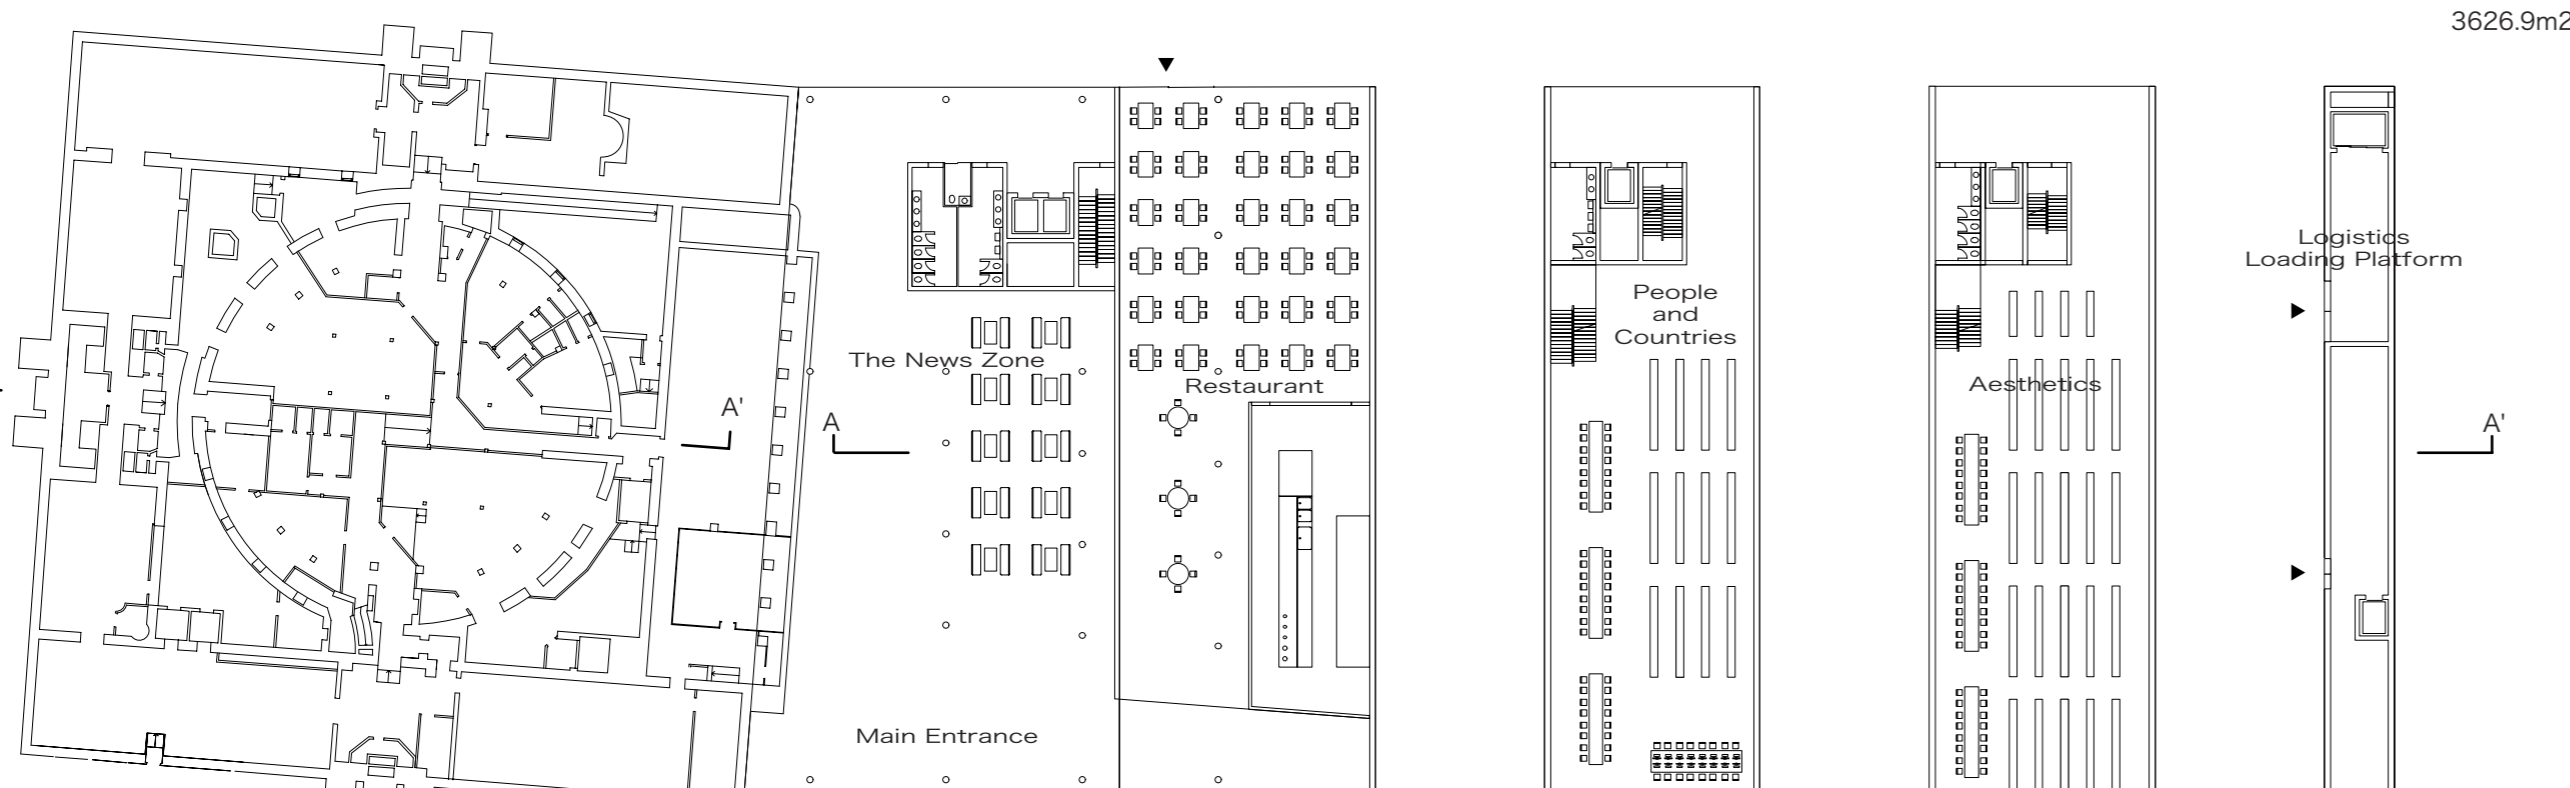 3626.9m2
The News Zone
Restaurant
People
and
Countries
Aesthetics
Logistics
Loading Platform
A'
A
A'
Main Entrance